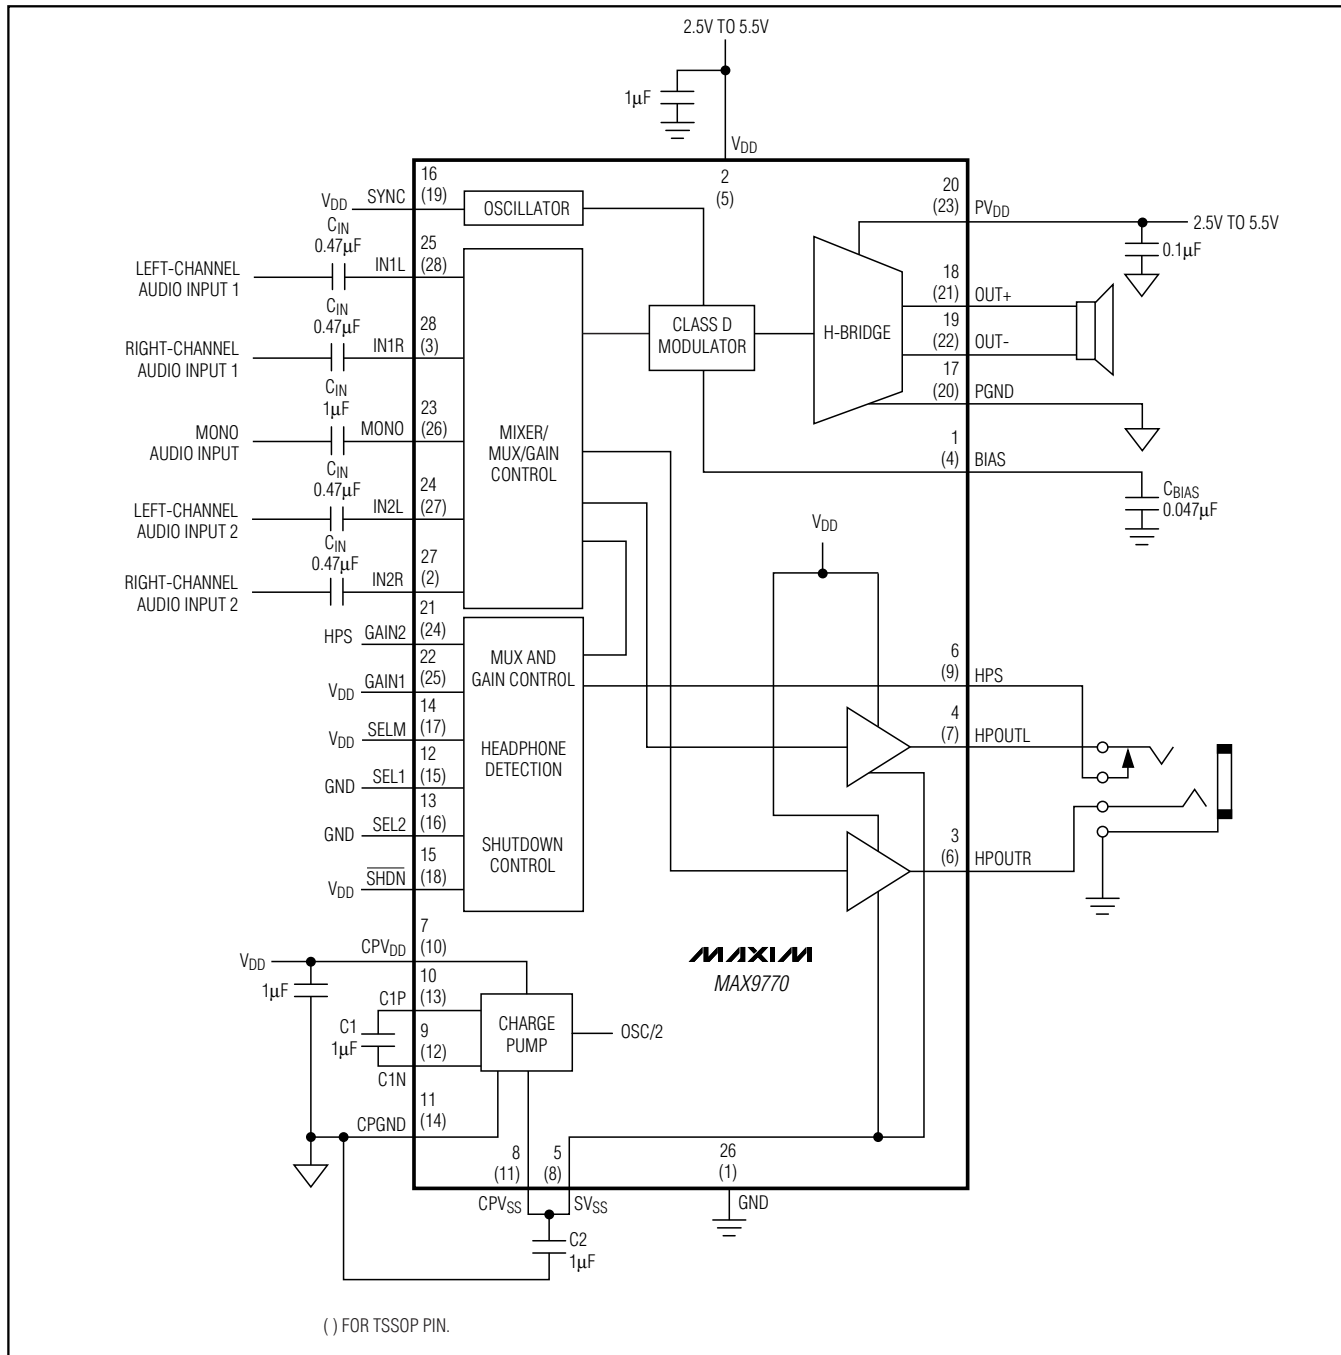 2.5V TO 5.5V
1µF
VDD
2
(5)
16
(19)
VDD
SYNC
OSCILLATOR
20
(23)
PVDD
2.5V TO 5.5V
0.1µF
CIN
0.47µF
25
(28)
IN1L
LEFT-CHANNEL
AUDIO INPUT 1
CIN
0.47µF
28
(3)
IN1R
RIGHT-CHANNEL
AUDIO INPUT 1
CIN
1µF
23
(26)
MONO
MONO
AUDIO INPUT
CIN
0.47µF
24
(27)
IN2L
LEFT-CHANNEL
AUDIO INPUT 2
CIN
0.47µF
27
(2)
IN2R
RIGHT-CHANNEL
AUDIO INPUT 2
MIXER/
MUX/GAIN
CONTROL
CLASS D
MODULATOR
H-BRIDGE
18
(21)
OUT+
19
(22)
OUT-
17
(20)
PGND
1
(4)
BIAS
CBIAS
0.047µF
VDD
21
(24)
HPS
GAIN2
22
(25)
VDD
GAIN1
14
(17)
VDD
SELM
12
(15)
GND
SEL1
13
(16)
GND
SEL2
15
(18)
VDD
SHDN
MUX AND
GAIN CONTROL
HEADPHONE
DETECTION
SHUTDOWN
CONTROL
6
(9)
HPS
4
(7)
HPOUTL
3
(6)
HPOUTR
MAXIM
MAX9770
7
(10)
VDD
CPVDD
1µF
10
(13)
C1P
C1
1µF
9
(12)
C1N
CHARGE
PUMP
OSC/2
11
(14)
CPGND
8
(11)
CPVSS
5
(8)
SVSS
26
(1)
GND
C2
1µF
( ) FOR TSSOP PIN.